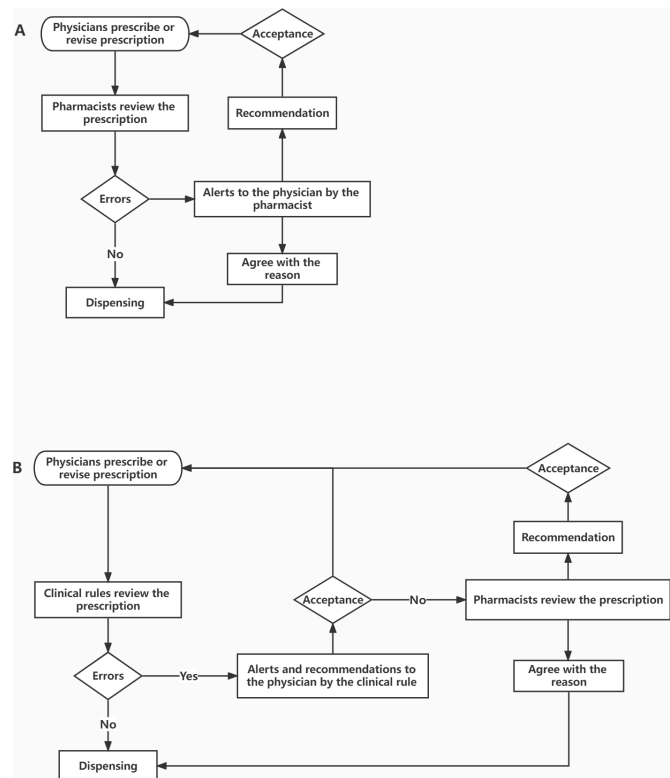 A
Physicians prescribe or
revise prescription
Acceptance
Pharmacists review the
prescription
Recommendation
Errors
Alerts to the physician by the
pharmacist
No
Agree with the
reason
Dispensing
B
Physicians prescribe or
revise prescription
Acceptance
Recommendation
Clinical rules review the
prescription
Acceptance
No
Pharmacists review the prescription
Errors
Yes
Alerts and recommendations to
the physician by the clinical rule
Agree with the
reason
No
Dispensing